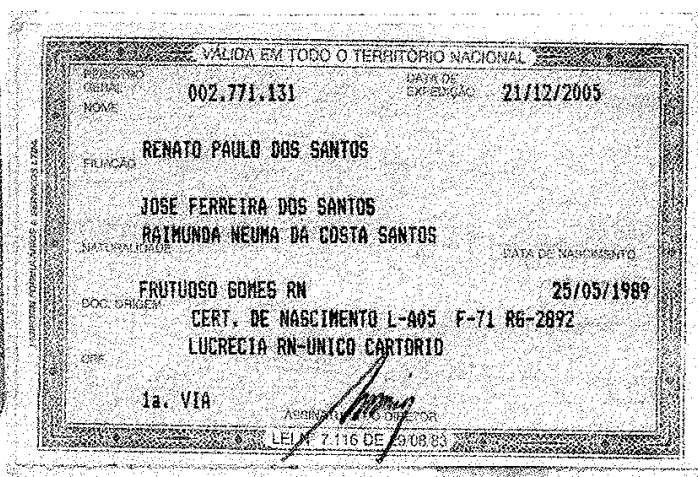 VÁLIDA EM TODO O TERRITÓRIO NACIONAL
REGISTRO GERAL 002.771.131 DATA DE EXPEDIÇÃO 21/12/2005
NOME
RENATO PAULO DOS SANTOS
FILIAÇÃO
JOSE FERREIRA DOS SANTOS
RAIMUNDA NEUMA DA COSTA SANTOS
NATURALIDADE DATA DE NASCIMENTO
FRUTUOSO GOMES RN 25/05/1989
DOC. ORIGEM
CERT. DE NASCIMENTO L-A05 F-71 RG-2892
LUCRECIA RN-UNICO CARTORIO
CPF
1a. VIA
ASSINATURA DO DIRETOR
LEI Nº 7.116 DE 29/08/83